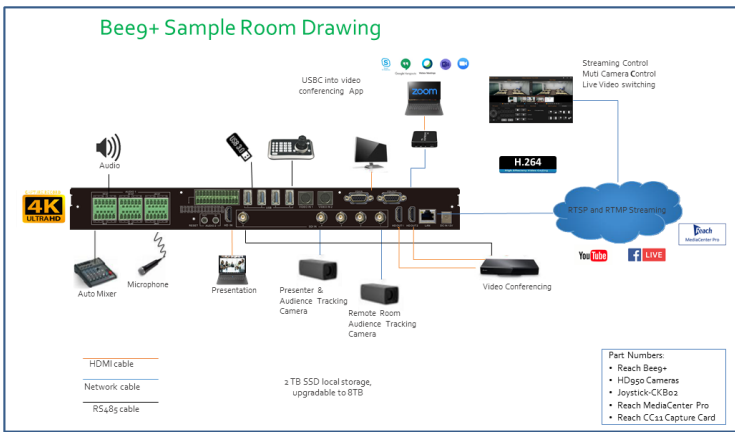 Bee9+ Sample Room Drawing
USBC into video
conferencing App
zoom
Streaming Control
Muti Camera Control
Live Video switching
USB 3.0
Audio
H.264
4K
ULTRA HD
RTSP and RTMP Streaming
Reach
MediaCenter Pro
YouTube
f LIVE
Auto Mixer
Microphone
Presentation
Presenter &
Audience Tracking
Camera
Remote Room
Audience Tracking
Camera
Video Conferencing
HDMI cable
Network cable
RS485 cable
2 TB SSD local storage,
upgradable to 8TB
Part Numbers:
• Reach Bee9+
• HD950 Cameras
• Joystick-CKB02
• Reach MediaCenter Pro
• Reach CC11 Capture Card